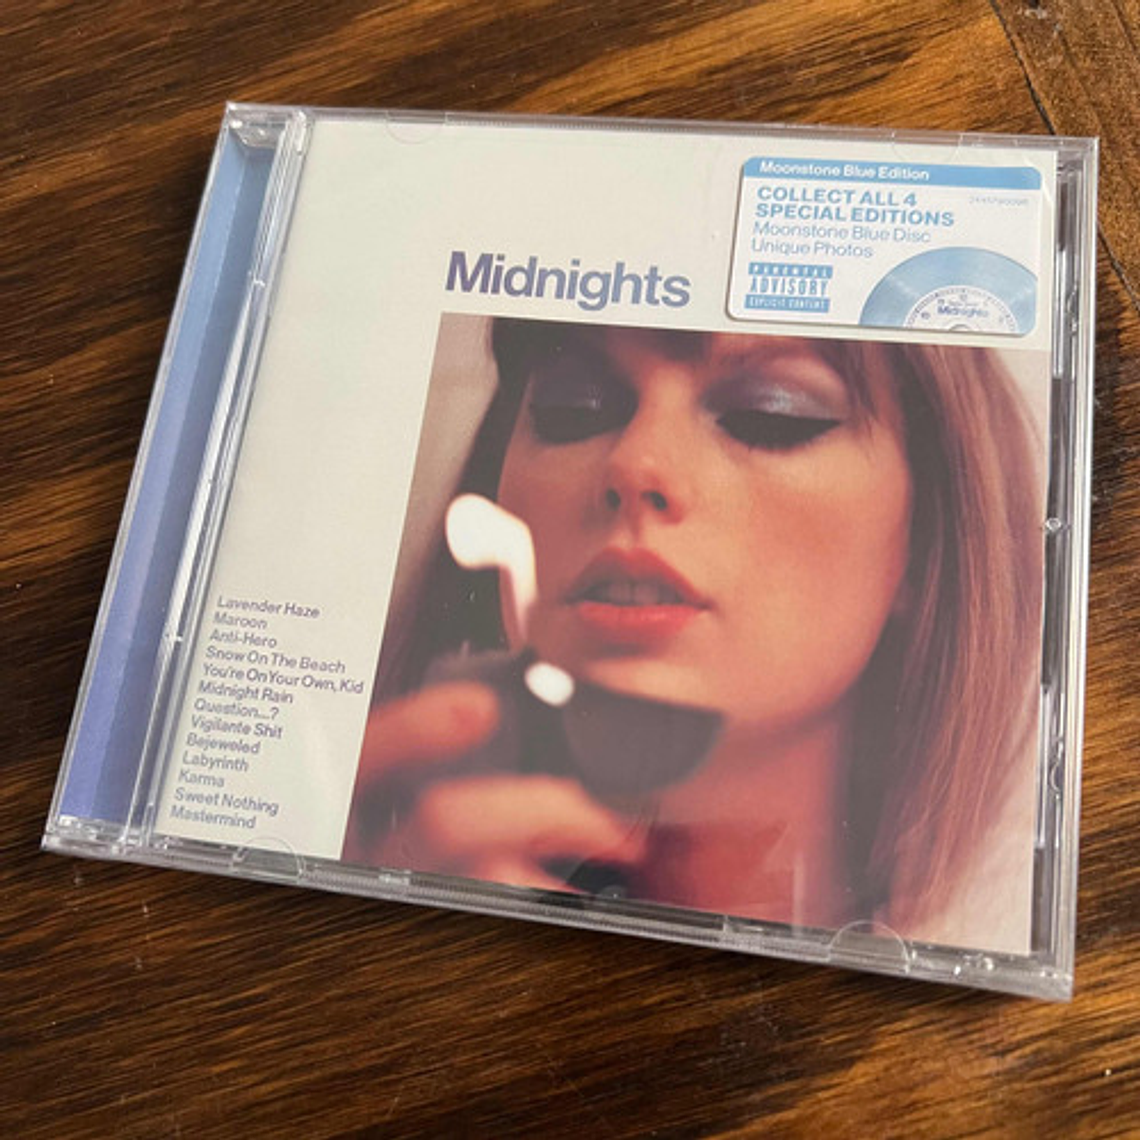 Moonstone Blue Edition
COLLECT ALL 4
SPECIAL EDITIONS
Moonstone Blue Disc
Unique Photos
PARENTAL
ADVISORY
EXPLICIT CONTENT
Midnights
Midnights
Lavender Haze
Maroon
Anti-Hero
Snow On The Beach
You're On Your Own, Kid
Midnight Rain
Question...?
Vigilante Shit
Bejeweled
Labyrinth
Karma
Sweet Nothing
Mastermind